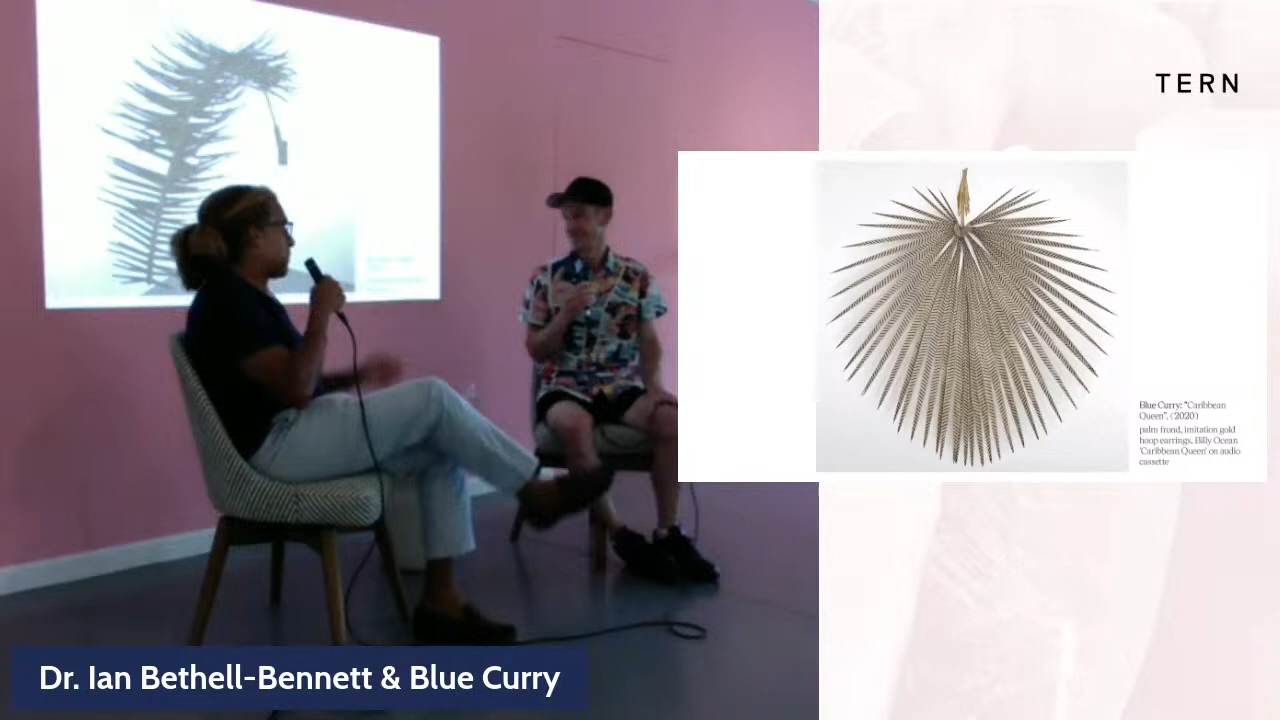 TERN
Blue Curry: "Caribbean
Queen", (2020)
palm frond, imitation gold
hoop earrings, Billy Ocean
'Caribbean Queen' on audio
cassette
Dr. Ian Bethell-Bennett & Blue Curry